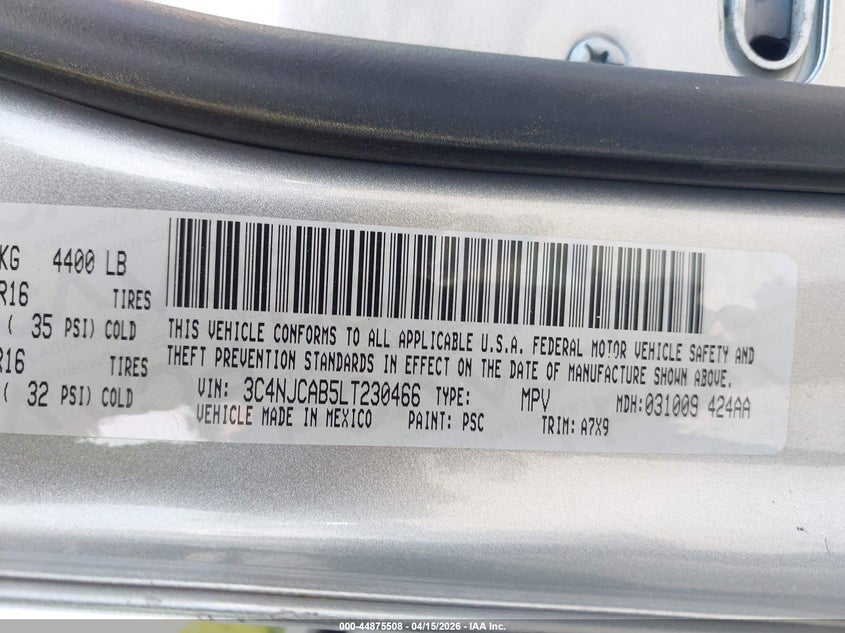 KG 4400 LB
R16 TIRES
( 35 PSI) COLD
R16 TIRES
( 32 PSI) COLD
THIS VEHICLE CONFORMS TO ALL APPLICABLE U.S.A. FEDERAL MOTOR VEHICLE SAFETY AND
THEFT PREVENTION STANDARDS IN EFFECT ON THE DATE OF MANUFACTURE SHOWN ABOVE.
VIN: 3C4NJCAB5LT230466 TYPE: MPV MDH:031009 424AA
VEHICLE MADE IN MEXICO PAINT: PSC TRIM: A7X9
000-44875508 - 04/15/2026 - IAA Inc.